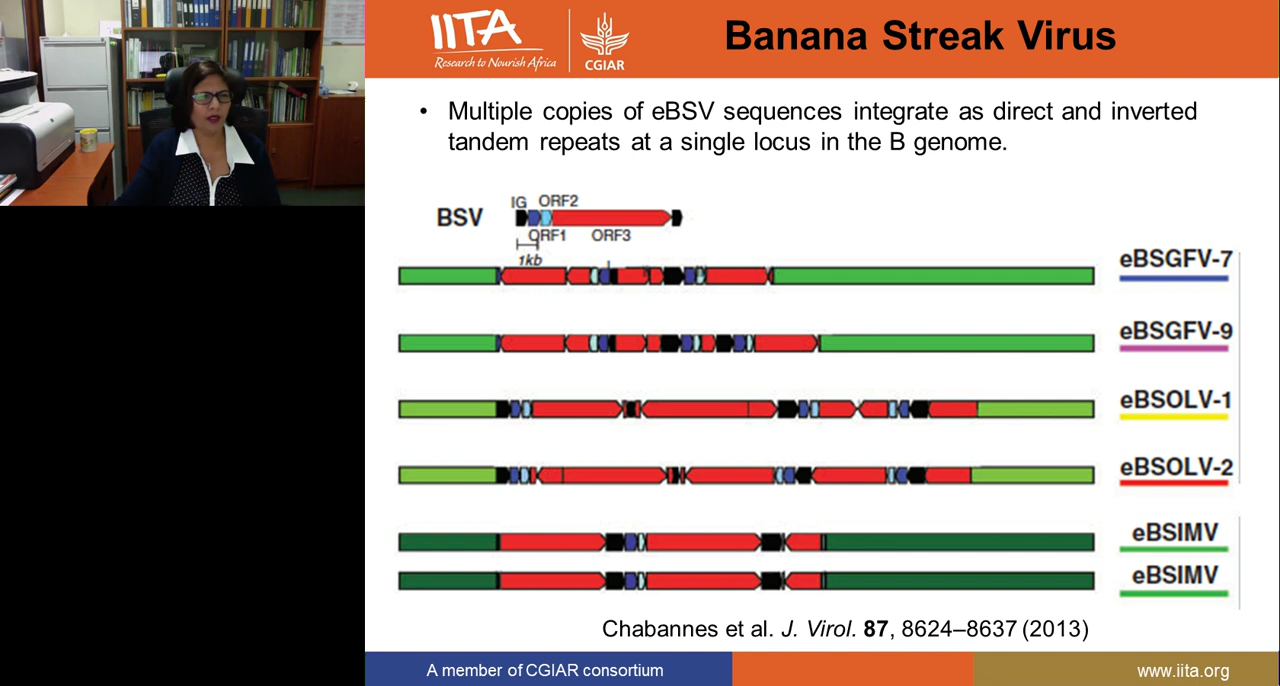 IITA
Research to Nourish Africa
CGIAR
Banana Streak Virus
• Multiple copies of eBSV sequences integrate as direct and inverted
tandem repeats at a single locus in the B genome.
IG ORF2
BSV
ORF1 ORF3
1kb
eBSGFV-7
eBSGFV-9
eBSOLV-1
eBSOLV-2
eBSIMV
eBSIMV
Chabannes et al. J. Virol. 87, 8624–8637 (2013)
A member of CGIAR consortium
www.iita.org